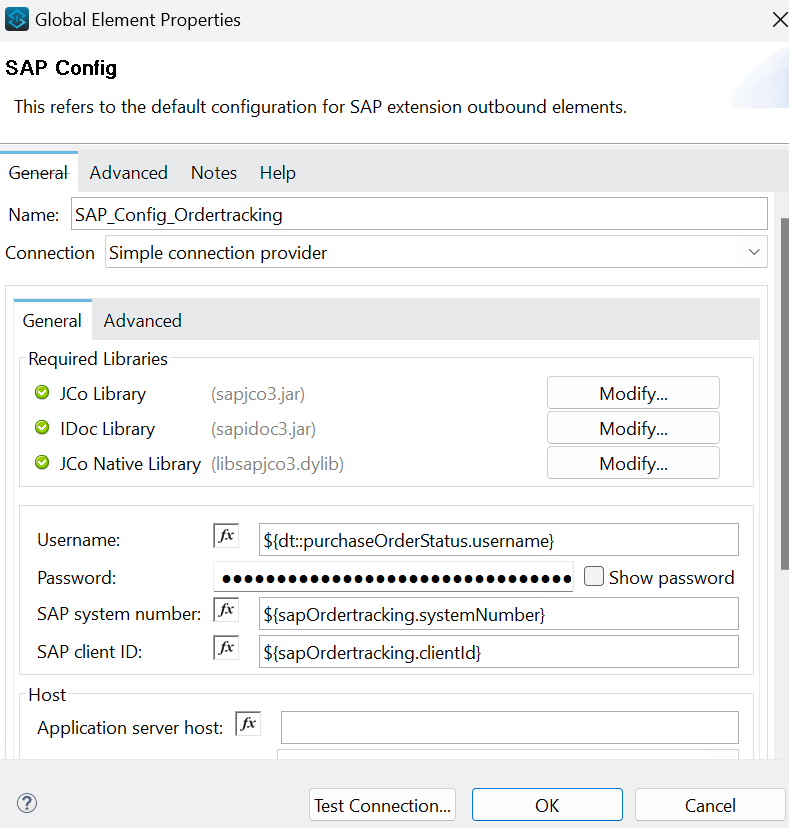 Global Element Properties
SAP Config
This refers to the default configuration for SAP extension outbound elements.
General Advanced Notes Help
Name: SAP_Config_Ordertracking
Connection Simple connection provider
General Advanced
Required Libraries
JCo Library (sapjco3.jar) Modify...
IDoc Library (sapidoc3.jar) Modify...
JCo Native Library (libsapjco3.dylib) Modify...
Username: fx ${dt::purchaseOrderStatus.username}
Password: ●●●●●●●●●●●●●●●●●●●●●●●●●●●●●●●● Show password
SAP system number: fx ${sapOrdertracking.systemNumber}
SAP client ID: fx ${sapOrdertracking.clientId}
Host
Application server host: fx
? Test Connection... OK Cancel